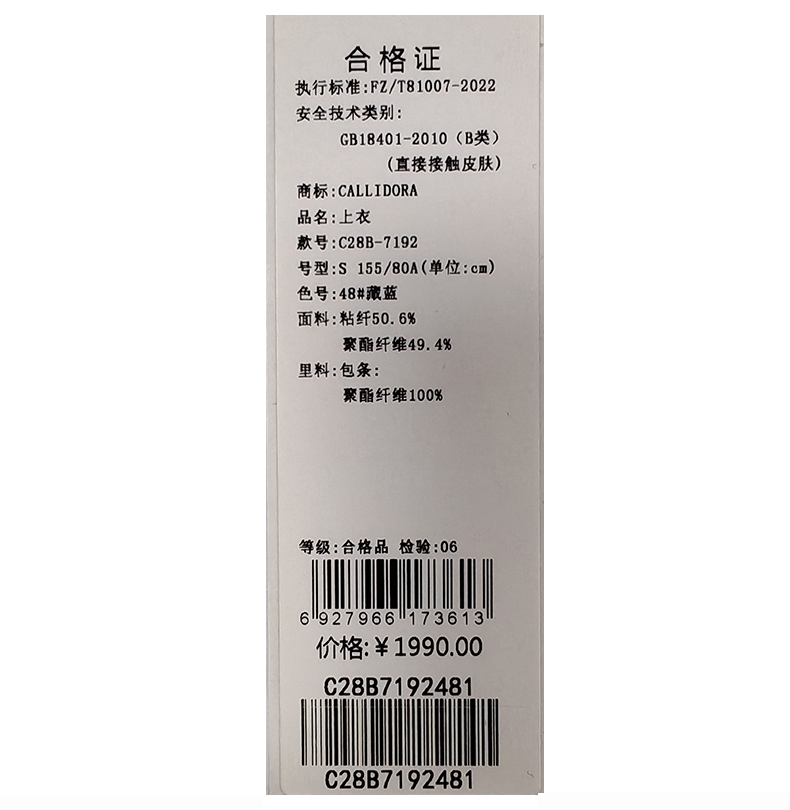 合格证
执行标准:FZ/T81007-2022
安全技术类别:
GB18401-2010（B类）
(直接接触皮肤)
商标:CALLIDORA
品名:上衣
款号:C28B-7192
号型:S 155/80A(单位:cm)
色号:48#藏蓝
面料:粘纤50.6%
聚酯纤维49.4%
里料:包条:
聚酯纤维100%
等级:合格品 检验:06
6 927966 173613
价格:￥1990.00
C28B7192481
C28B7192481